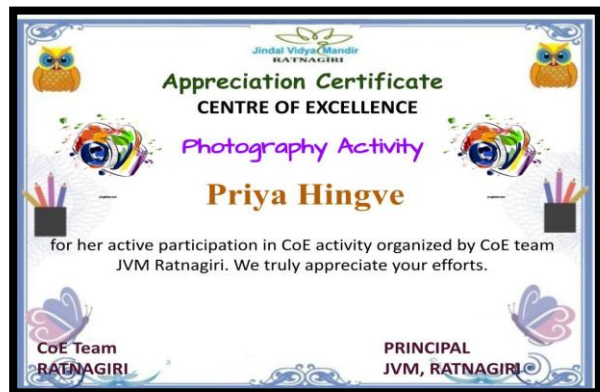 Jindal Vidya Mandir
RATNAGIRI
Appreciation Certificate
CENTRE OF EXCELLENCE
Photography Activity
Priya Hingve
for her active participation in CoE activity organized by CoE team
JVM Ratnagiri. We truly appreciate your efforts.
CoE Team
RATNAGIRI
PRINCIPAL
JVM, RATNAGIRI